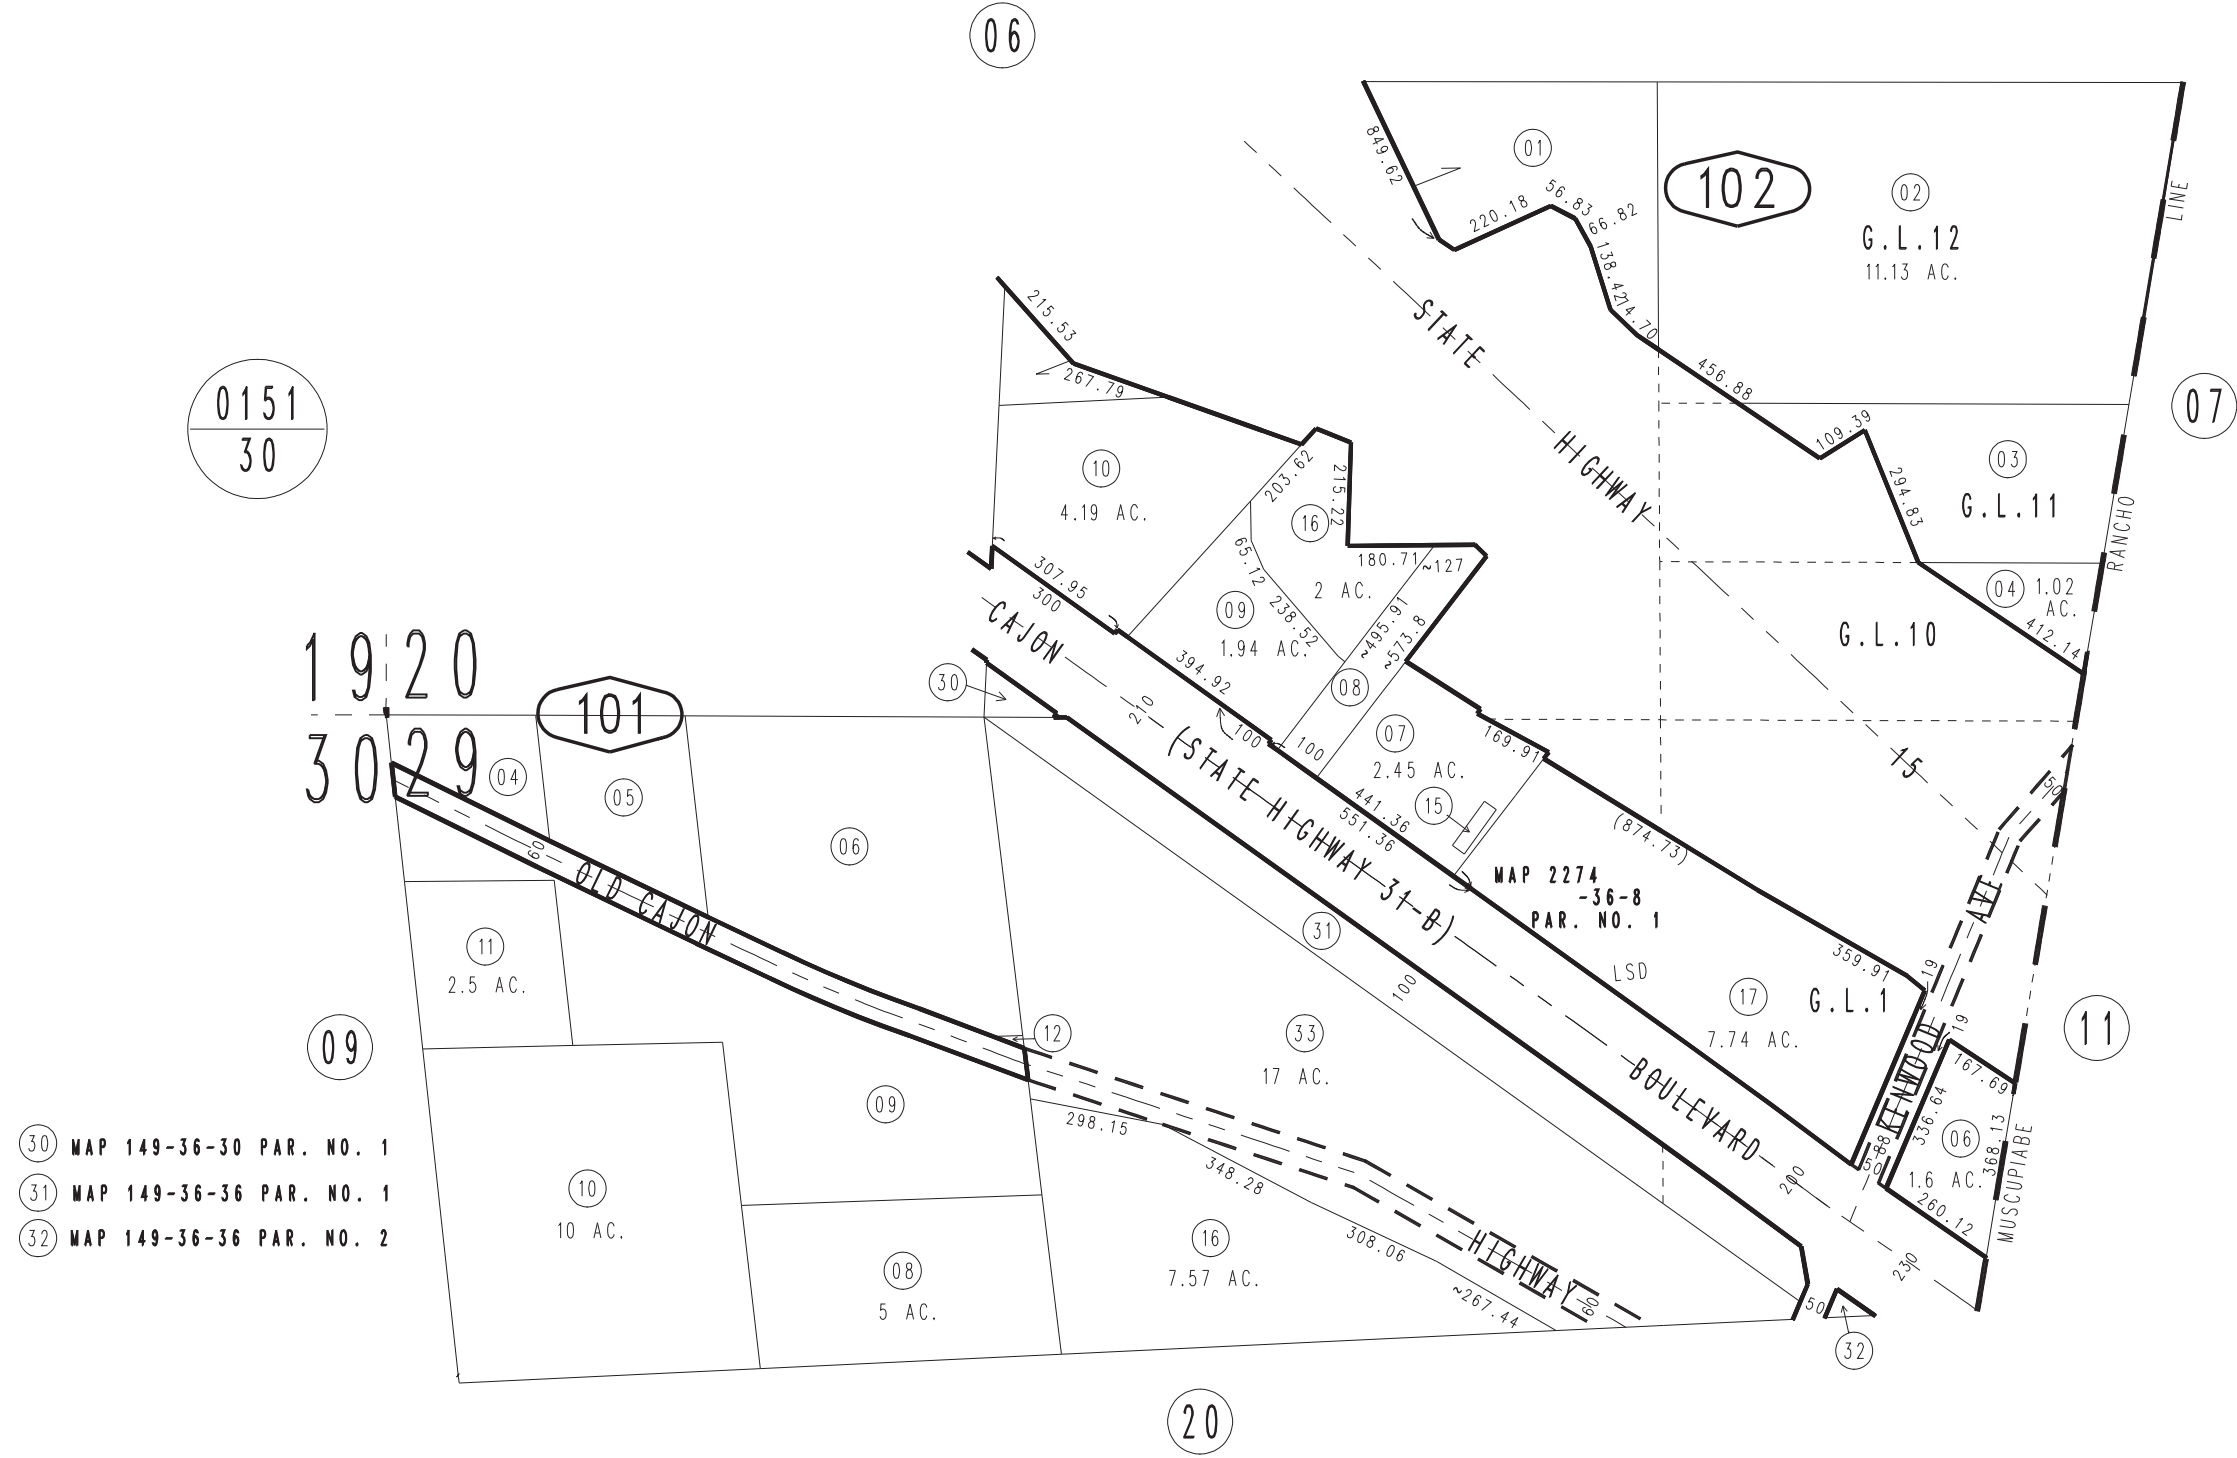 06
849.62
01
220.18
56.83
66.82
138.42
214.70
102
02
G.L.12
11.13 AC.
LINE
215.53
267.79
STATE
456.88
109.39
294.83
03
G.L.11
07
0151
30
10
4.19 AC.
203.62
215.22
16
2 AC.
180.71
~127
HIGHWAY
RANCHO
04
1.02
AC.
412.14
G.L.10
307.95
300
65.12
238.52
09
1.94 AC.
~495.91
~573.8
08
CAJON
394.92
210
100
100
07
2.45 AC.
169.91
15
441.36
551.36
15
50
19 20
30 29
101
30
04
05
06
60
OLD CAJON
(STATE HIGHWAY 31-B)
MAP 2274
-36-8
PAR. NO. 1
(874.73)
359.91
LSD
17
7.74 AC.
G.L.1
31
100
AVE
19
19
KINWOOD
11
2.5 AC.
09
12
33
17 AC.
11
167.69
336.64
368.13
06
1.6 AC.
260.12
88
50
MUSCUPIABE
BOULEVARD
200
230
09
298.15
348.28
308.06
~267.44
HIGHWAY
60
16
7.57 AC.
10
10 AC.
08
5 AC.
50
32
30 MAP 149-36-30 PAR. NO. 1
31 MAP 149-36-36 PAR. NO. 1
32 MAP 149-36-36 PAR. NO. 2
20